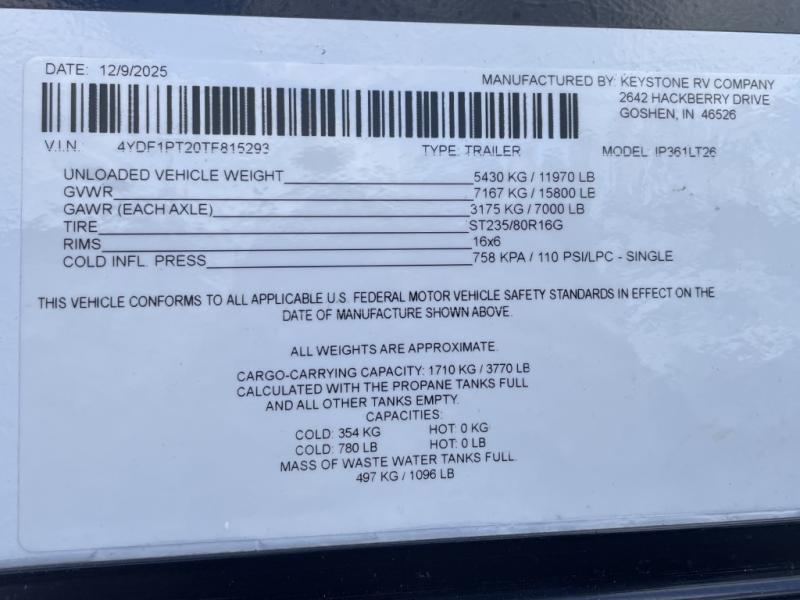 DATE: 12/9/2025
MANUFACTURED BY: KEYSTONE RV COMPANY
2642 HACKBERRY DRIVE
GOSHEN, IN 46526
V.I.N. 4YDF1PT20TF815293 TYPE: TRAILER MODEL: IP361LT26
UNLOADED VEHICLE WEIGHT 5430 KG / 11970 LB
GVWR 7167 KG / 15800 LB
GAWR (EACH AXLE) 3175 KG / 7000 LB
TIRE ST235/80R16G
RIMS 16x6
COLD INFL. PRESS 758 KPA / 110 PSI/LPC - SINGLE
THIS VEHICLE CONFORMS TO ALL APPLICABLE U.S. FEDERAL MOTOR VEHICLE SAFETY STANDARDS IN EFFECT ON THE
DATE OF MANUFACTURE SHOWN ABOVE.
ALL WEIGHTS ARE APPROXIMATE.
CARGO-CARRYING CAPACITY: 1710 KG / 3770 LB
CALCULATED WITH THE PROPANE TANKS FULL
AND ALL OTHER TANKS EMPTY.
CAPACITIES:
COLD: 354 KG HOT: 0 KG
COLD: 780 LB HOT: 0 LB
MASS OF WASTE WATER TANKS FULL
497 KG / 1096 LB